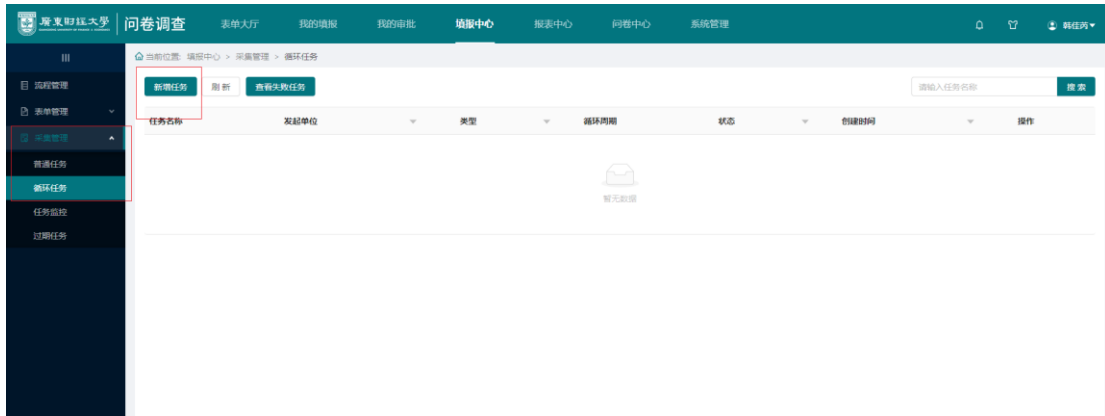 廣東财经大学 问卷调查 表单大厅 我的填报 我的审批 填报中心 报表中心 问卷中心 系统管理 韩佳芮
当前位置: 填报中心 > 采集管理 > 循环任务
流程管理
新增任务 刷新 查看失败任务 请输入任务名称 搜索
表单管理
任务名称 发起单位 类型 循环周期 状态 创建时间 操作
采集管理
普通任务
循环任务
暂无数据
任务监控
过期任务